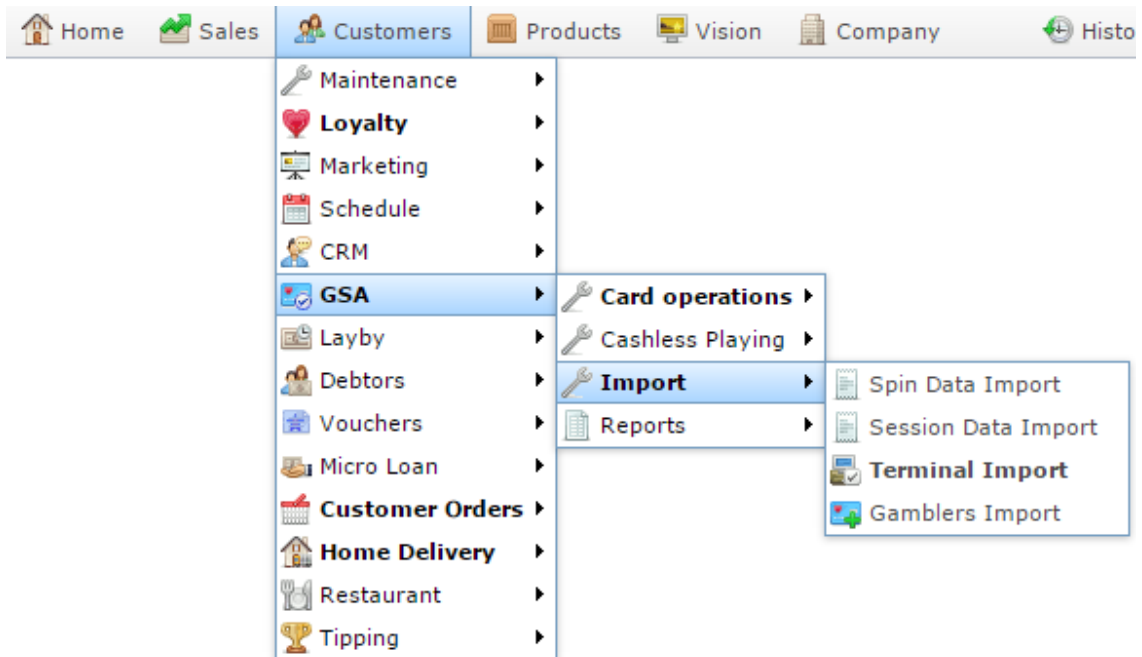 Home Sales Customers Products Vision Company Histo
Maintenance
Loyalty
Marketing
Schedule
CRM
GSA
Layby
Debtors
Vouchers
Micro Loan
Customer Orders
Home Delivery
Restaurant
Tipping
Card operations
Cashless Playing
Import
Reports
Spin Data Import
Session Data Import
Terminal Import
Gamblers Import